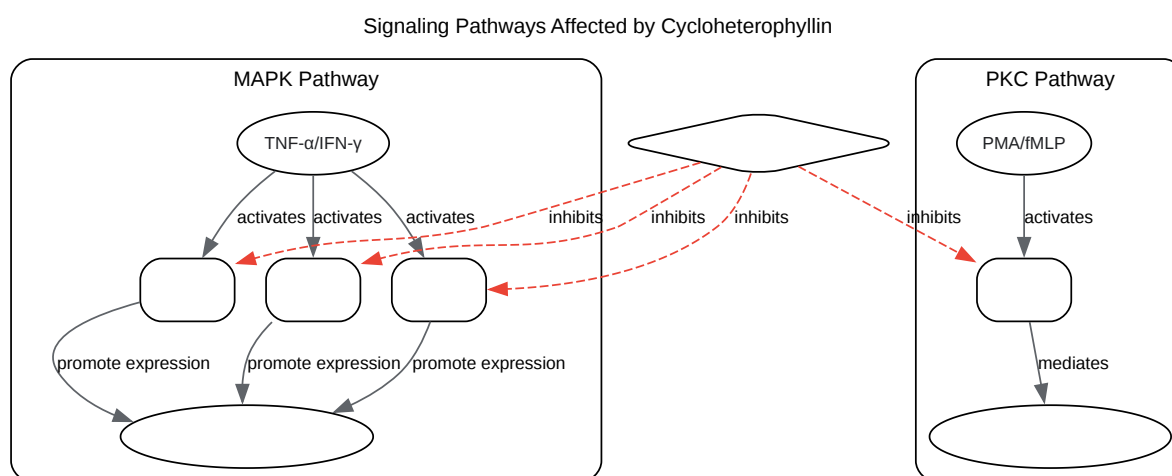 Signaling Pathways Affected by Cycloheterophyllin
MAPK Pathway
PKC Pathway
TNF-α/IFN-γ
PMA/fMLP
activates
activates
activates
inhibits
inhibits
inhibits
inhibits
activates
promote expression
promote expression
promote expression
mediates